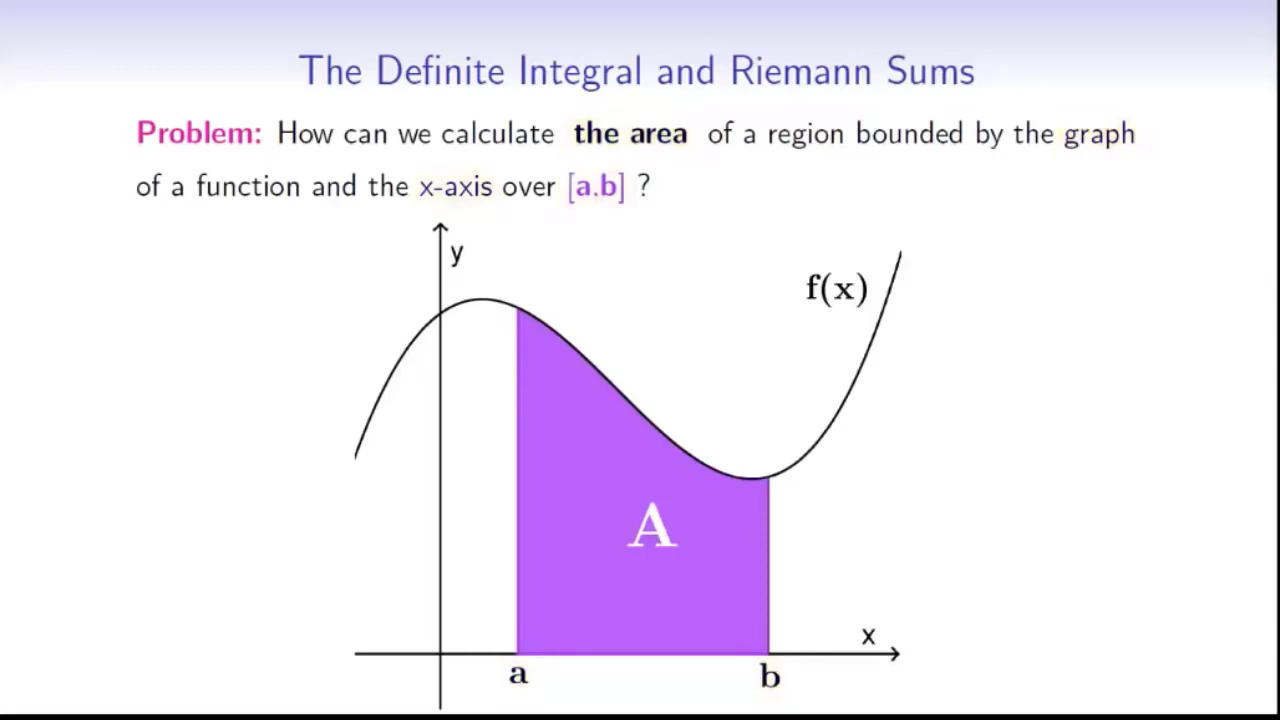 The Definite Integral and Riemann Sums
Problem: How can we calculate the area of a region bounded by the graph
of a function and the x-axis over [a.b] ?
y
f(x)
A
x
a
b